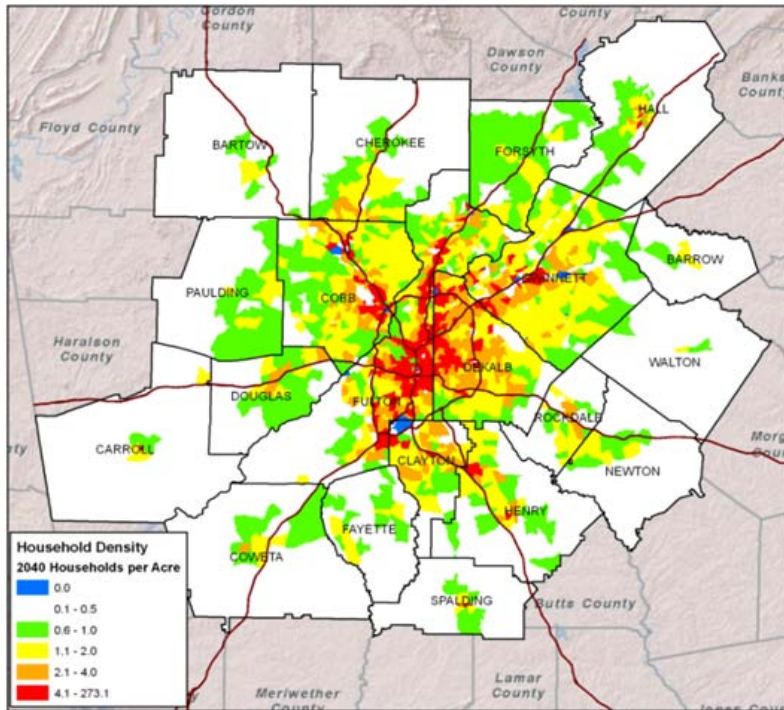 Gordon
County
County
Dawson
County
Banks
County
Floyd County
HALL
BARTOW
CHEROKEE
FORSYTH
BARROW
GWINNETT
PAULDING
COBB
Haralson
County
WALTON
DEKALB
DOUGLAS
FULTON
ROCKDALE
CARROLL
CLAYTON
NEWTON
HENRY
FAYETTE
COWETA
SPALDING
Butts County
Household Density
2040 Households per Acre
0.0
0.1 - 0.5
0.6 - 1.0
1.1 - 2.0
2.1 - 4.0
4.1 - 273.1
Meriwether
County
Lamar
County